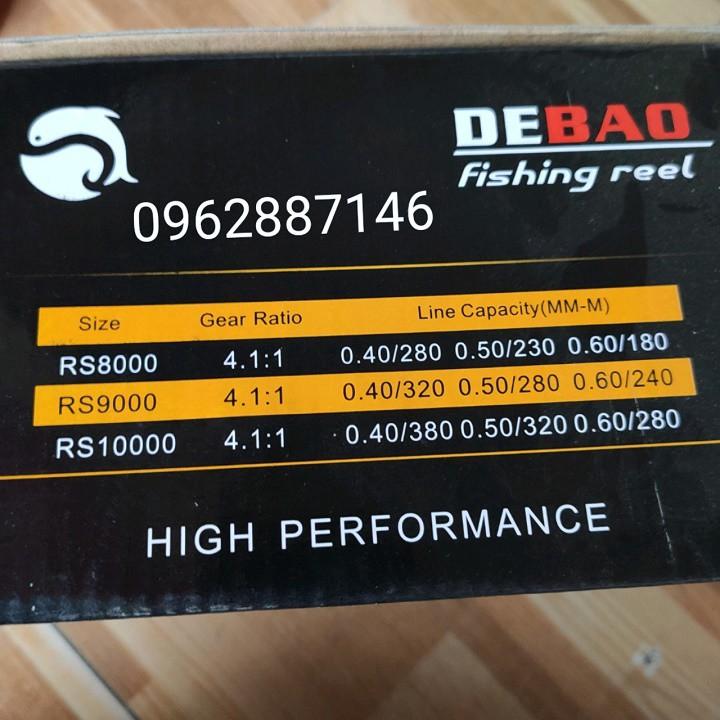 DEBAO
fishing reel
0962887146
Size Gear Ratio Line Capacity(MM-M)
RS8000 4.1:1 0.40/280 0.50/230 0.60/180
RS9000 4.1:1 0.40/320 0.50/280 0.60/240
RS10000 4.1:1 0.40/380 0.50/320 0.60/280
HIGH PERFORMANCE